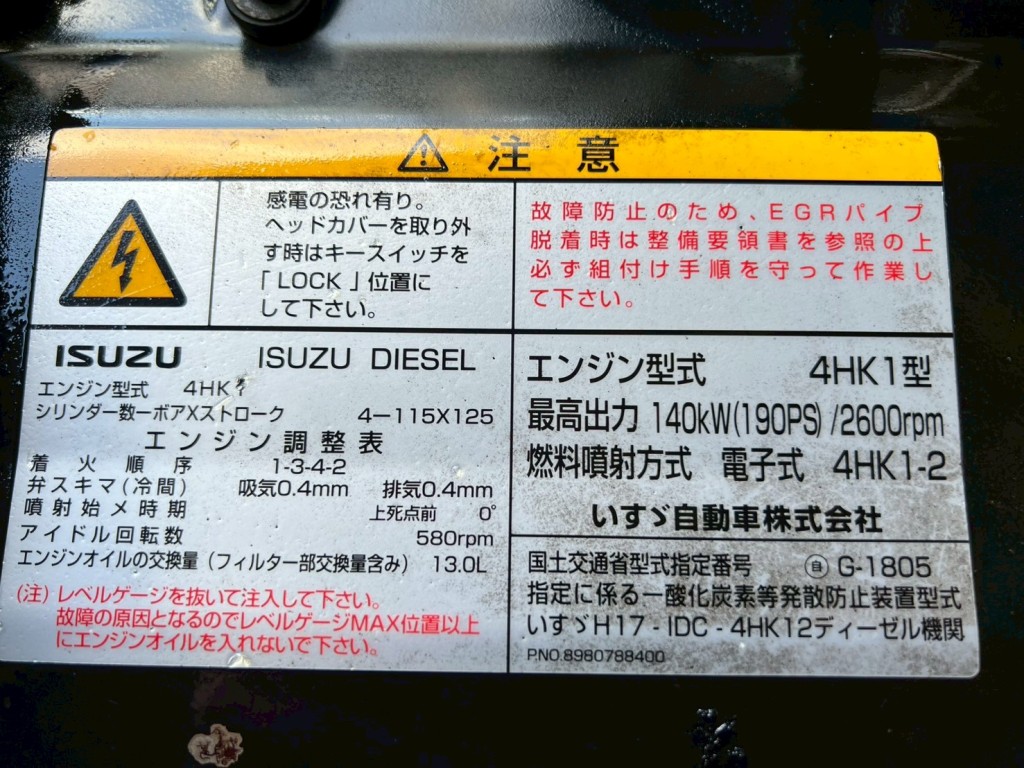 注意
感電の恐れ有り。
ヘッドカバーを取り外
す時はキースイッチを
「LOCK」位置に
して下さい。
故障防止のため、EGRパイプ
脱着時は整備要領書を参照の上
必ず組付け手順を守って作業し
て下さい。
ISUZU ISUZU DIESEL
エンジン型式 4HK1
シリンダー数ーボアXストローク 4ー115X125
エンジン調整表
着火順序 1-3-4-2
弁スキマ(冷間) 吸気0.4mm 排気0.4mm
噴射始メ時期 上死点前 0°
アイドル回転数 580rpm
エンジンオイルの交換量(フィルター部交換量含み) 13.0L
(注)レベルゲージを抜いて注入して下さい。
故障の原因となるのでレベルゲージMAX位置以上
にエンジンオイルを入れないで下さい。
エンジン型式 4HK1型
最高出力 140kW(190PS)/2600rpm
燃料噴射方式 電子式 4HK1-2
いすゞ自動車株式会社
国土交通省型式指定番号 ㊀自 G-1805
指定に係る一酸化炭素等発散防止装置型式
いすゞH17-IDC-4HK12ディーゼル機関
P.NO.8980788400